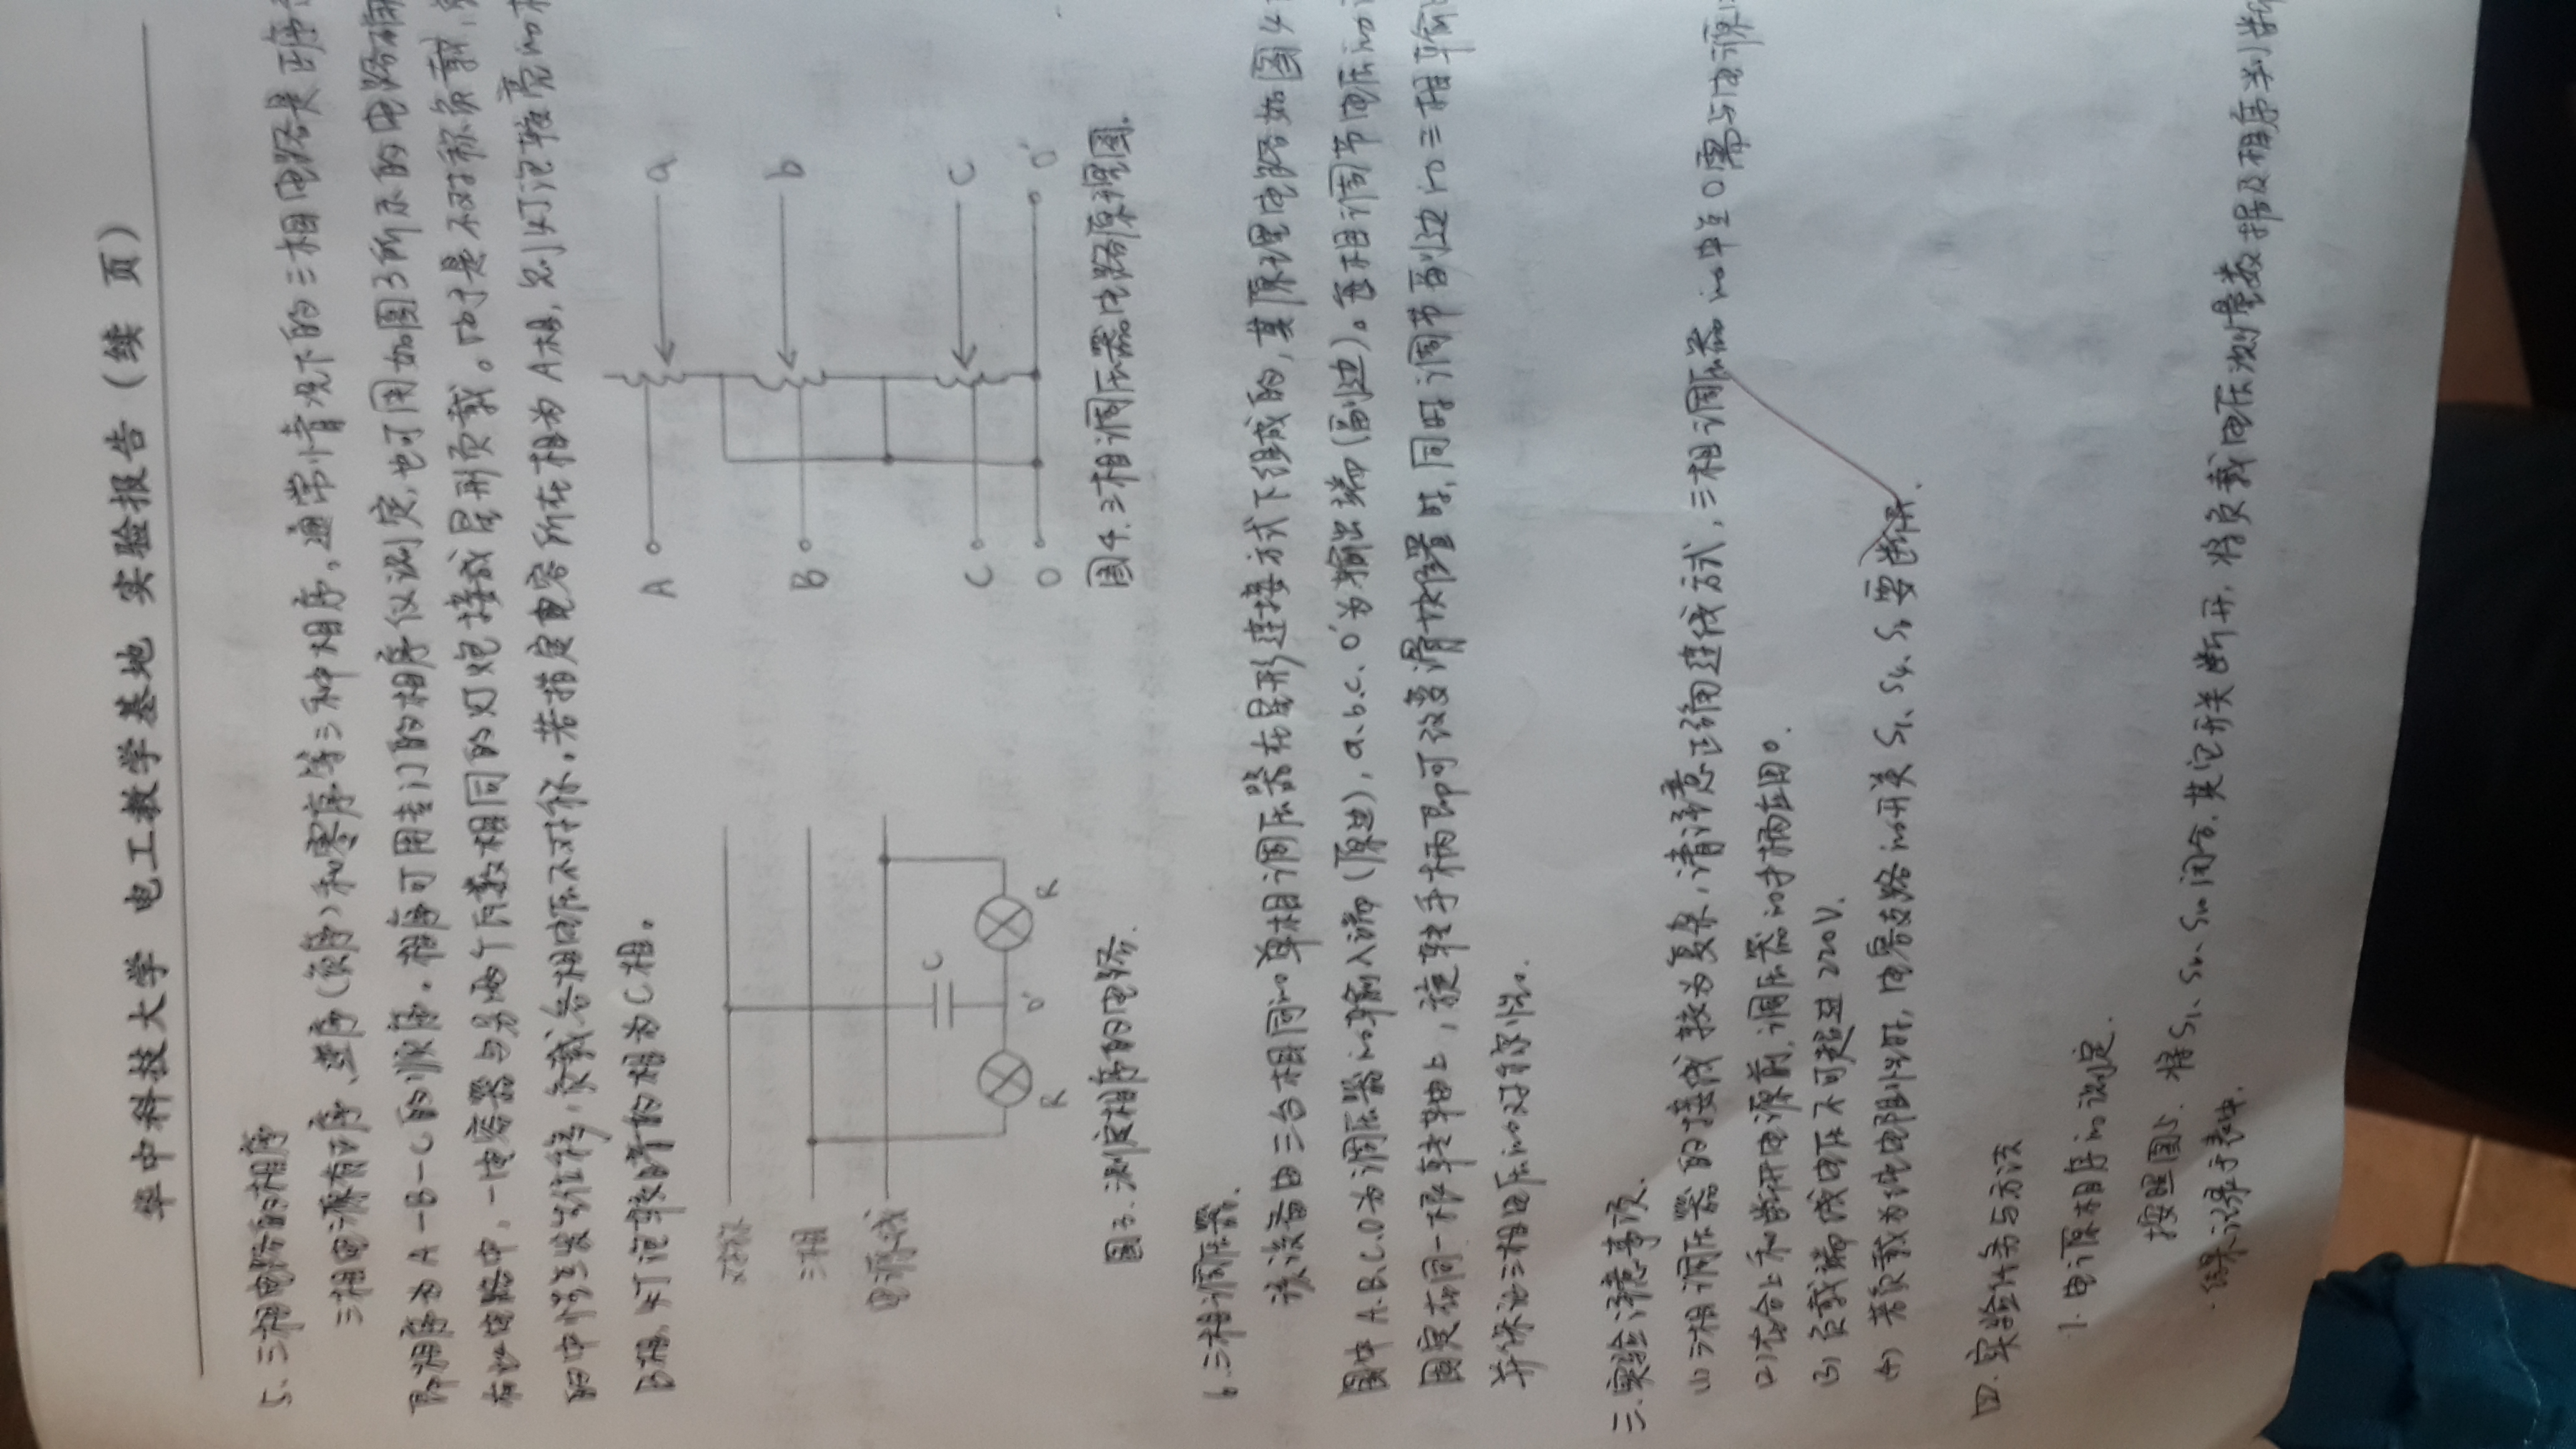 华中科技大学 电工教学基地 实验报告（续 页）
5、三相电路的相序
三相电源有正序、逆序（负序）和零序等三种相序。通常情况下的三相电路是正序
即相序为A-B-C的顺序。相序可用专门的相序仪测定,也可用如图3所示的电路确
在此电路中,一电容器与另两个瓦数相同的灯炮接成星形负载。由于是不对称负载,
的中性点发生位移,负载各相电压不对称。若指定电容所在相为A相,则灯泡较亮的
B相,灯泡较暗的相为C相。
A a
对称
三相 B b
电源线
C C c
R O' R O O'
图3.测定相序的电路. 图4.三相调压器电路原理图.
6.三相调压器.
该设备由三台相同的单相调压器在星形连接方式下组成的,其原理电路如图4
图中A.B.C.O为调压器的输入端（原边）,a.b.c.O'为输出端（副边）。每相调节电压的
固定在同一根转轴上,旋转手柄即可改变滑块位置时,同时调节副边的三相输
并保证三相电压的对称性。
三.实验注意事项.
(1)三相调压器的接线较为复杂,请注意正确连线方式,三相调压器的中点O需与电源
(2)在合上和断开电源前,调压器的手柄在回0.
(3)负载端线电压不可超过220V.
(4)若负载为纯电阻性时,电容支路的开关S₁、S₄、 要断开.
四.实验任务与方法
1.电源相序的测定.
按照图5.将S₁、 闭合,其它开关断开,将负载电压测量数据及相序判断
结果记录于表中.